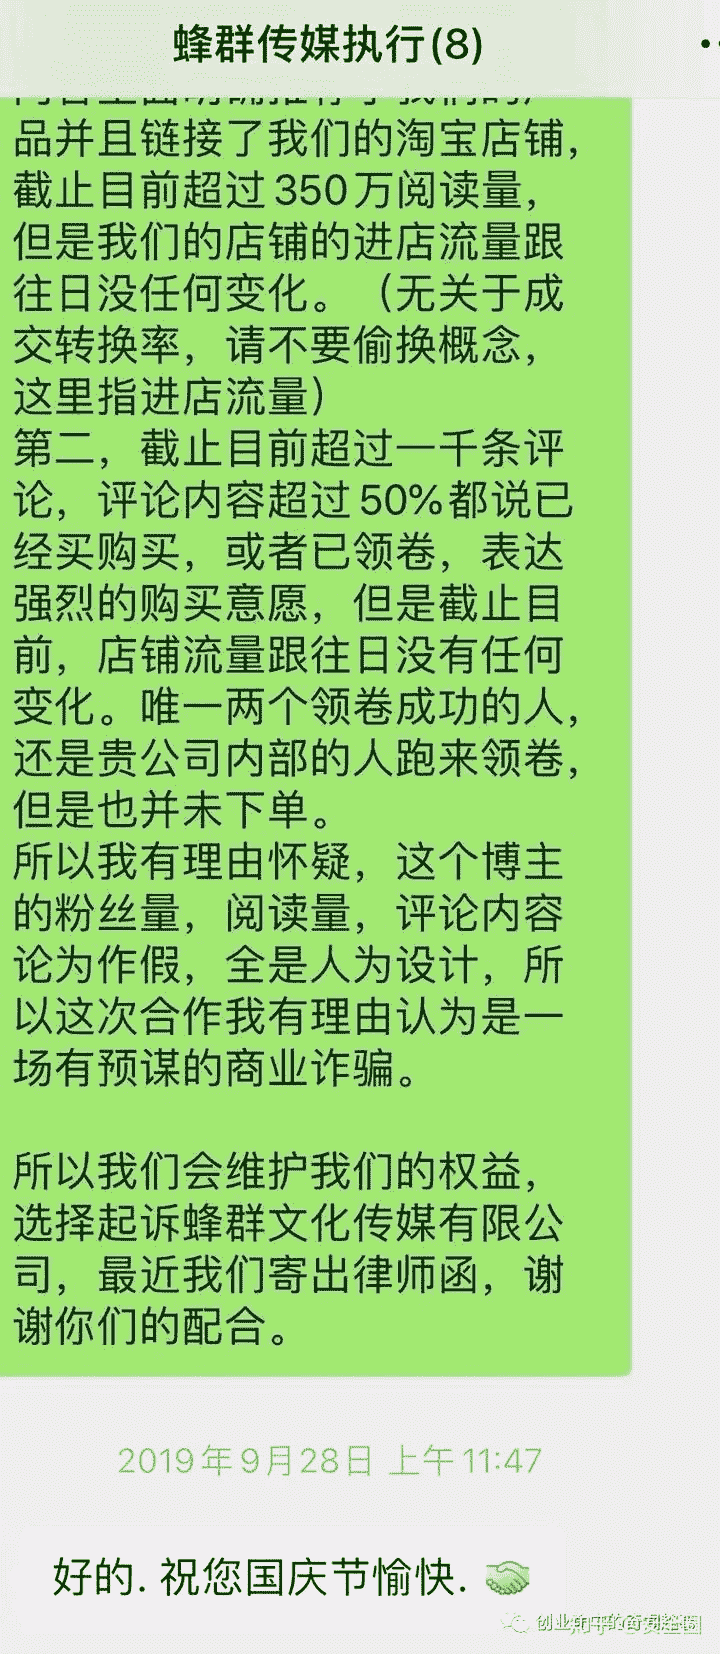 蜂群传媒执行(8)
品并且链接了我们的淘宝店铺，
截止目前超过350万阅读量，
但是我们的店铺的进店流量跟
往日没任何变化。（无关于成
交转换率，请不要偷换概念，
这里指进店流量）
第二，截止目前超过一千条评
论，评论内容超过50%都说已
经买购买，或者已领卷，表达
强烈的购买意愿，但是截止目
前，店铺流量跟往日没有任何
变化。唯一两个领卷成功的人，
还是贵公司内部的人跑来领卷，
但是也并未下单。
所以我有理由怀疑，这个博主
的粉丝量，阅读量，评论内容
论为作假，全是人为设计，所
以这次合作我有理由认为是一
场有预谋的商业诈骗。
所以我们会维护我们的权益，
选择起诉蜂群文化传媒有限公
司，最近我们寄出律师函，谢
谢你们的配合。
2019年9月28日 上午11:47
好的. 祝您国庆节愉快.